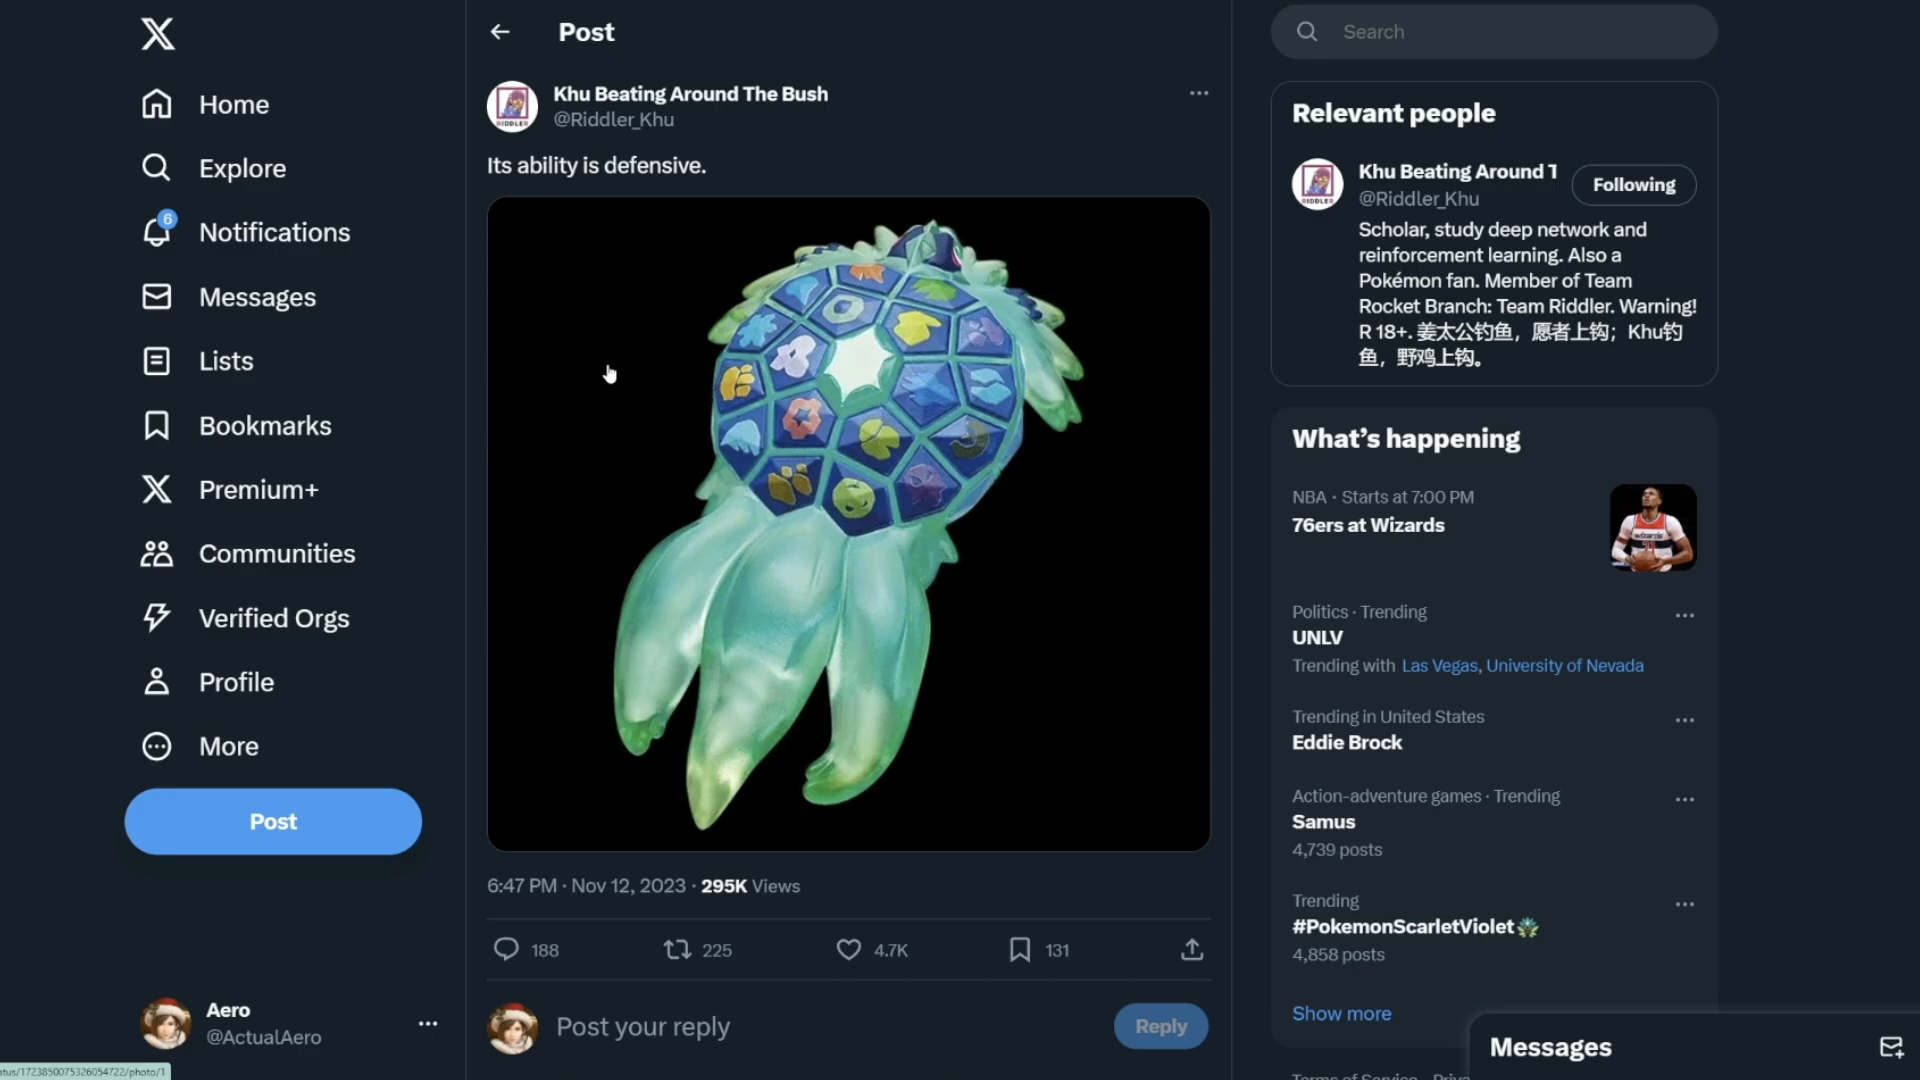 Home
Explore
6
Notifications
Messages
Lists
Bookmarks
Premium+
Communities
Verified Orgs
Profile
More
Post
Aero
@ActualAero
Post
Khu Beating Around The Bush
@Riddler_Khu
Its ability is defensive.
6:47 PM · Nov 12, 2023 · 295K Views
188
225
4.7K
131
Post your reply
Reply
Search
Relevant people
Khu Beating Around T
@Riddler_Khu
Following
Scholar, study deep network and
reinforcement learning. Also a
Pokémon fan. Member of Team
Rocket Branch: Team Riddler. Warning!
R 18+. 姜太公钓鱼，愿者上钩；Khu钓
鱼，野鸡上钩。
What's happening
NBA · Starts at 7:00 PM
76ers at Wizards
Politics · Trending
UNLV
Trending with Las Vegas, University of Nevada
Trending in United States
Eddie Brock
Action-adventure games · Trending
Samus
4,739 posts
Trending
#PokemonScarletViolet
4,858 posts
Show more
Messages
atus/1723850075326054722/photo/1